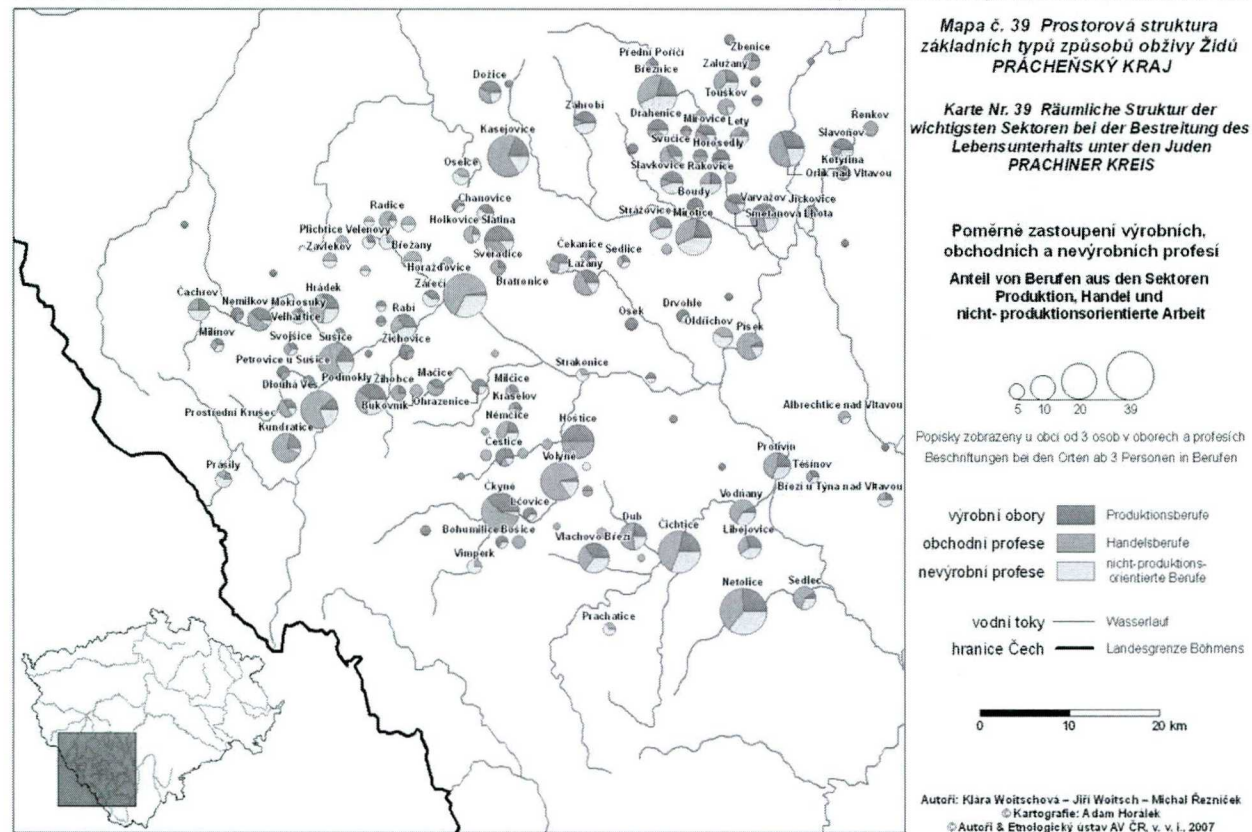 Mapa č. 39 Prostorová struktura
základních typů způsobů obživy Židů
PRÁCHEŇSKÝ KRAJ
Karte Nr. 39 Räumliche Struktur der
wichtigsten Sektoren bei der Bestreitung des
Lebensunterhalts unter den Juden
PRACHINER KREIS
Poměrné zastoupení výrobních,
obchodních a nevýrobních profesí
Anteil von Berufen aus den Sektoren
Produktion, Handel und
nicht- produktionsorientierte Arbeit
5 10 20 39
Popisky zobrazeny u obcí od 3 osob v oborech a profesích
Beschriftungen bei den Orten ab 3 Personen in Berufen
výrobní obory Produktionsberufe
obchodní profese Handelsberufe
nevýrobní profese nicht-produktions-
orientierte Berufe
vodní toky Wasserlauf
hranice Čech Landesgrenze Böhmens
0 10 20 km
Autoři: Klára Woitschová – Jiří Woitsch – Michal Řezníček
© Kartografie: Adam Horálek
© Autoři & Etnologický ústav AV ČR, v. v. i., 2007
Přední Poříčí
Zbenice
Březnice
Zalužany
Dožice
Touškov
Záhrobí
Drahenice
Mirovice
Lety
Řenkov
Slavoňov
Kasejovice
Svučice
Horosedly
Kotyřina
Oselce
Slavkovice
Rakovice
Orlík nad Vltavou
Chanovice
Boudy
Varvažov
Jickovice
Radice
Holkovice
Slatina
Strážovice
Mirotice
Smetanova Lhota
Plichtice
Velenovy
Zavlekov
Břežany
Svéradice
Čekanice
Sedlice
Horažďovice
Bratronice
Lažany
Čachrov
Nemilkov
Mokrosuky
Hrádek
Zářečí
Velhartice
Rabí
Osek
Drvohle
Oldřichov
Písek
Mlinov
Svojšice
Sušice
Žichovice
Petrovice u Sušice
Strakonice
Dlouhá Ves
Podmokly
Žihobce
Mačice
Milčice
Bukovník
Ohrazenice
Kraselov
Prostřední Krušec
Němčice
Hoštice
Albrechtice nad Vltavou
Kundratice
Čestice
Prášily
Volyně
Protivín
Těšínov
Březí u Týna nad Vltavou
Čkyně
Lčovice
Vodňany
Bohumilice
Bošice
Dub
Čichtice
Libějovice
Vimperk
Vlachovo Březí
Netolice
Sedlec
Prachatice